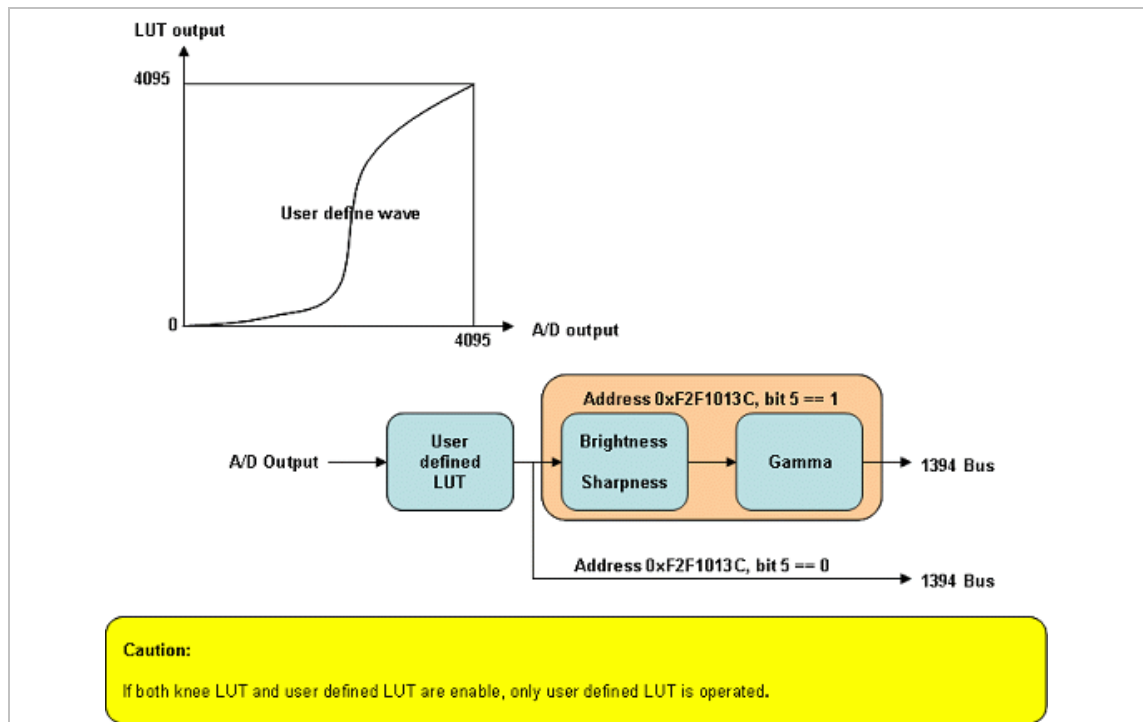 LUT output
4095
User define wave
0
4095
A/D output
Address 0xF2F1013C, bit 5 == 1
A/D Output
User
defined
LUT
Brightness
Sharpness
Gamma
1394 Bus
Address 0xF2F1013C, bit 5 == 0
1394 Bus
Caution:
If both knee LUT and user defined LUT are enable, only user defined LUT is operated.